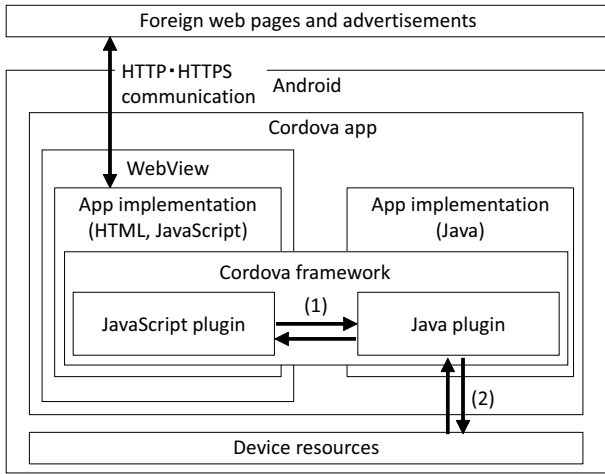 Foreign web pages and advertisements
HTTP・HTTPS
communication
Android
Cordova app
WebView
App implementation
(HTML, JavaScript)
App implementation
(Java)
Cordova framework
JavaScript plugin
(1)
Java plugin
(2)
Device resources